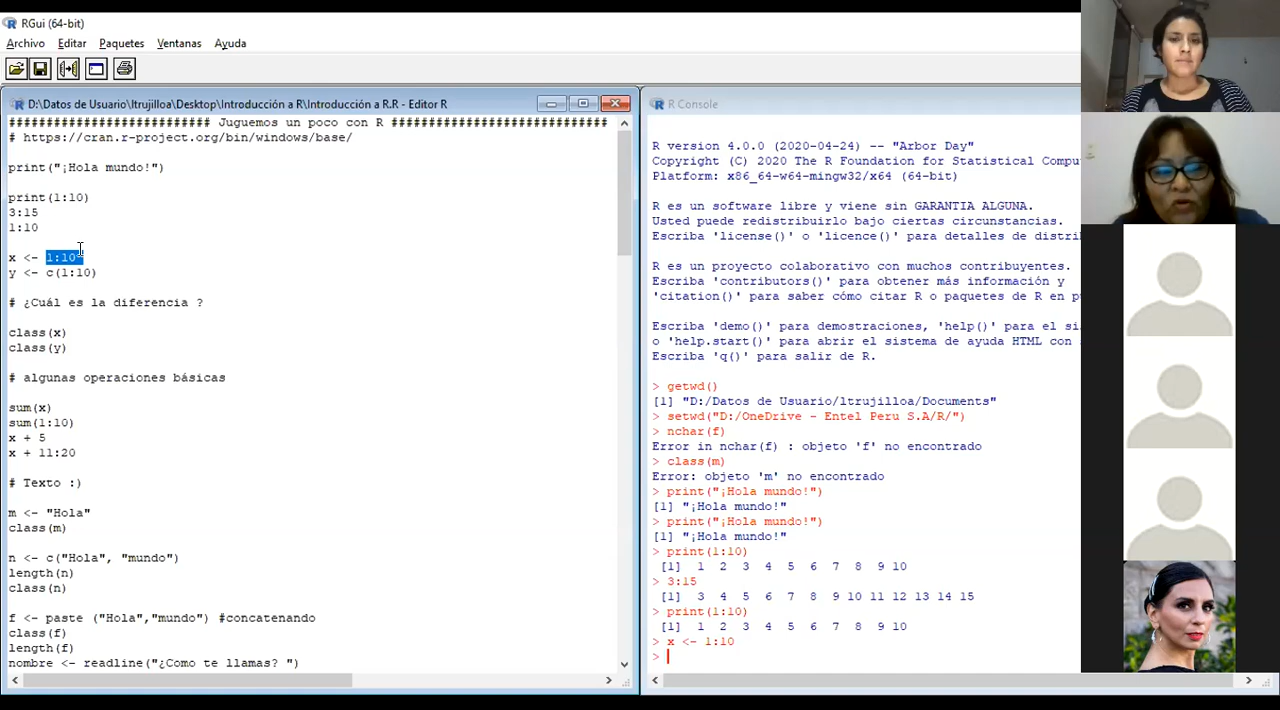 RGui (64-bit)
Archivo Editar Paquetes Ventanas Ayuda
D:\Datos de Usuario\ltrujilloa\Desktop\Introducción a R\Introducción a R.R - Editor R
########################### Juguemos un poco con R #############################
# https://cran.r-project.org/bin/windows/base/
print("¡Hola mundo!")
print(1:10)
3:15
1:10
x <- 1:10
y <- c(1:10)
# ¿Cuál es la diferencia ?
class(x)
class(y)
# algunas operaciones básicas
sum(x)
sum(1:10)
x + 5
x + 11:20
# Texto :)
m <- "Hola"
class(m)
n <- c("Hola", "mundo")
length(n)
class(n)
f <- paste ("Hola","mundo") #concatenando
class(f)
length(f)
nombre <- readline("¿Como te llamas? ")
R Console
R version 4.0.0 (2020-04-24) -- "Arbor Day"
Copyright (C) 2020 The R Foundation for Statistical Compu
Platform: x86_64-w64-mingw32/x64 (64-bit)
R es un software libre y viene sin GARANTIA ALGUNA.
Usted puede redistribuirlo bajo ciertas circunstancias.
Escriba 'license()' o 'licence()' para detalles de distri
R es un proyecto colaborativo con muchos contribuyentes.
Escriba 'contributors()' para obtener más información y
'citation()' para saber cómo citar R o paquetes de R en p
Escriba 'demo()' para demostraciones, 'help()' para el si
o 'help.start()' para abrir el sistema de ayuda HTML con
Escriba 'q()' para salir de R.
> getwd()
[1] "D:/Datos de Usuario/ltrujilloa/Documents"
> setwd("D:/OneDrive - Entel Peru S.A/R/")
> nchar(f)
Error in nchar(f) : objeto 'f' no encontrado
> class(m)
Error: objeto 'm' no encontrado
> print("¡Hola mundo!")
[1] "¡Hola mundo!"
> print("¡Hola mundo!")
[1] "¡Hola mundo!"
> print(1:10)
[1] 1 2 3 4 5 6 7 8 9 10
> 3:15
[1] 3 4 5 6 7 8 9 10 11 12 13 14 15
> print(1:10)
[1] 1 2 3 4 5 6 7 8 9 10
> x <- 1:10
>